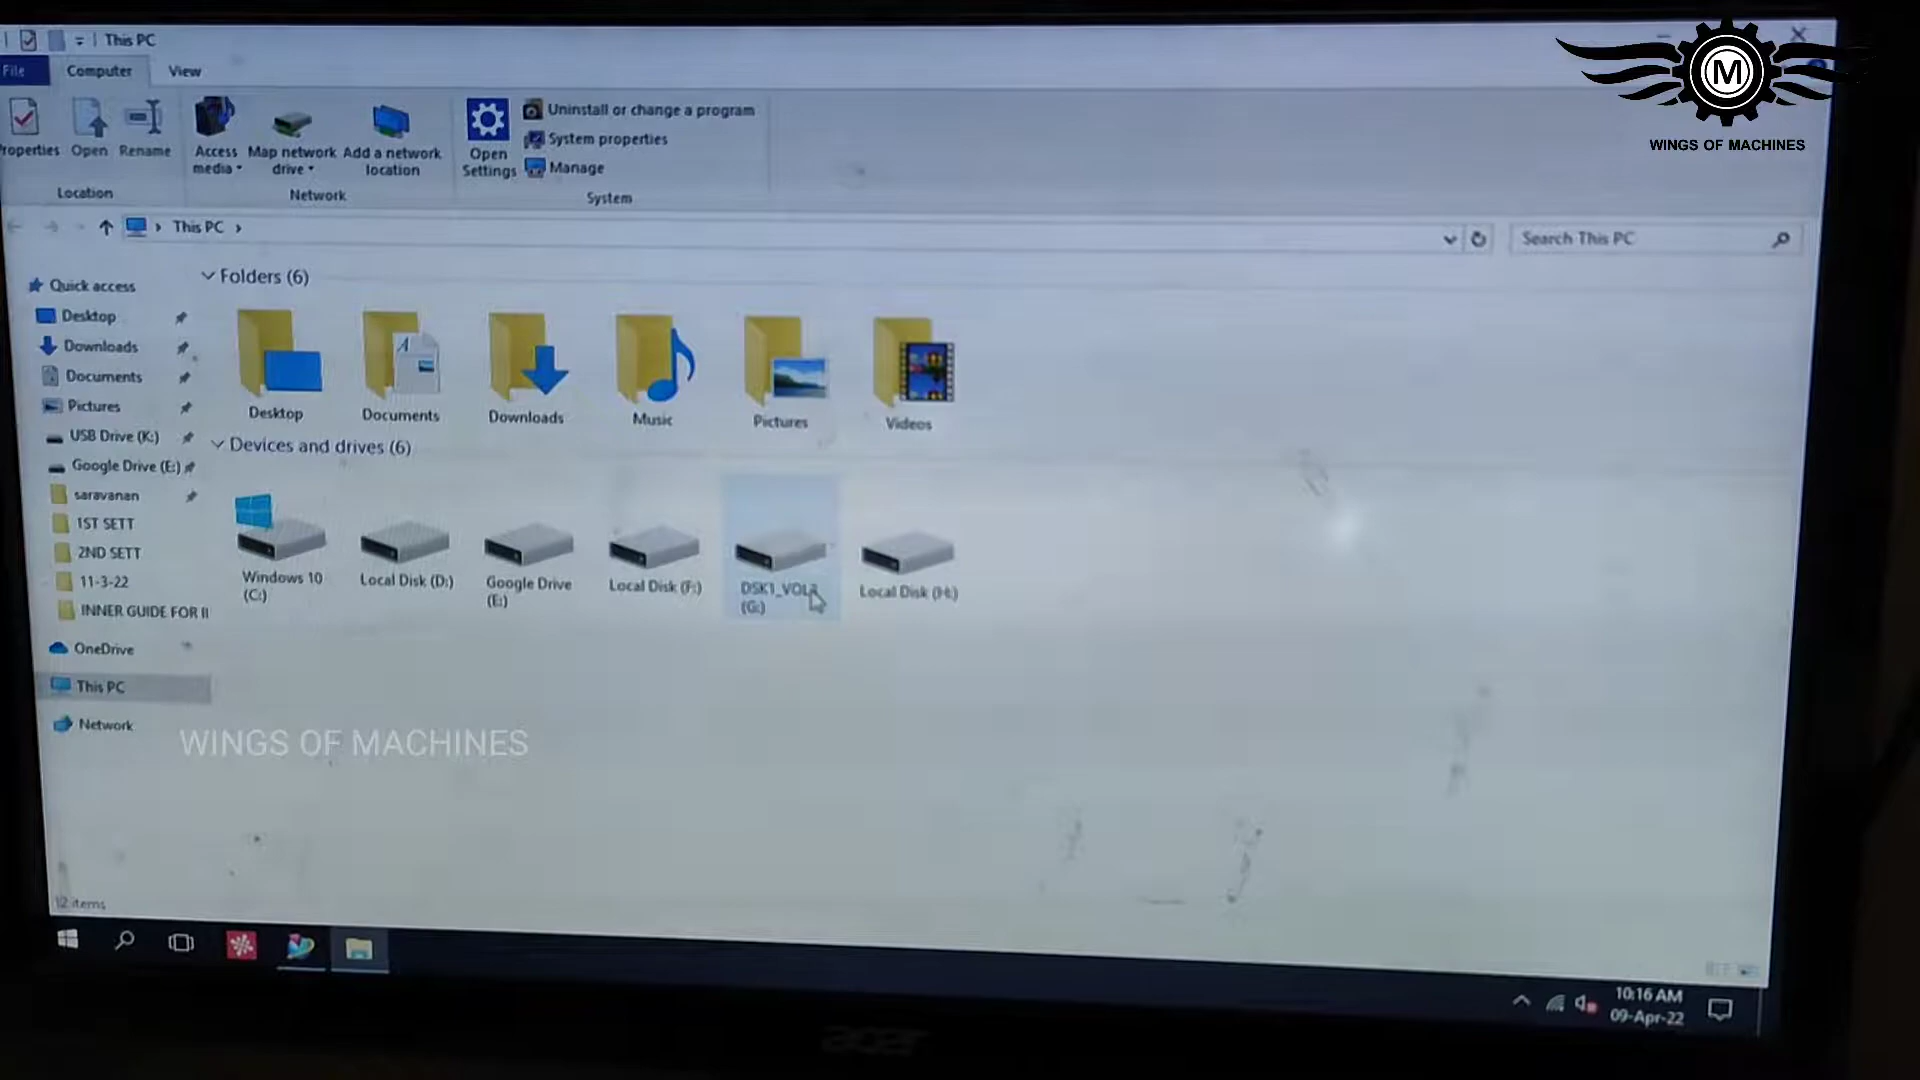 This PC
File
Computer
View
Properties
Open
Rename
Access media
Map network drive
Add a network location
Open Settings
Uninstall or change a program
System properties
Manage
Location
Network
System
This PC
Search This PC
Folders (6)
Quick access
Desktop
Downloads
Documents
Pictures
USB Drive (K:)
Google Drive (E:)
saravanan
1ST SETT
2ND SETT
11-3-22
INNER GUIDE FOR II
OneDrive
This PC
Network
Desktop
Documents
Downloads
Music
Pictures
Videos
Devices and drives (6)
Windows 10 (C:)
Local Disk (D:)
Google Drive (E:)
Local Disk (F:)
(G:)
Local Disk (H:)
WINGS OF MACHINES
12 items
10:16 AM
09-Apr-22
acer
M
WINGS OF MACHINES